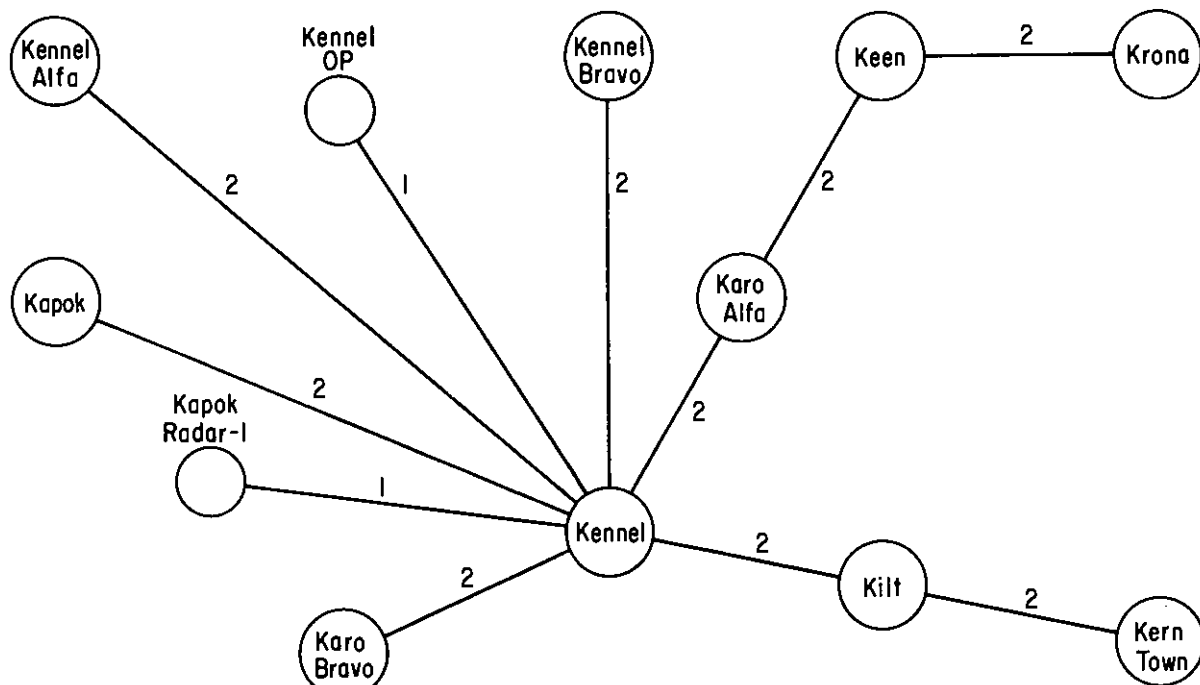 Kennel
Alfa
Kennel
OP
Kennel
Bravo
Keen
2
Krona
2
1
2
2
Kapok
Karo
Alfa
2
2
Kapok
Radar-1
1
Kennel
2
Kilt
2
2
Karo
Bravo
Kern
Town